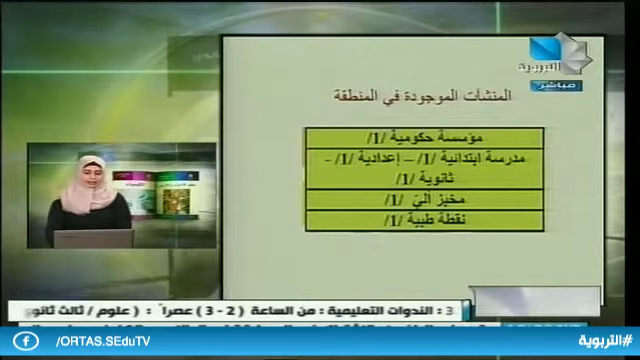 التربوية
مباشر
المنشآت الموجودة في المنطقة
مؤسسة حكومية /1/
مدرسة ابتدائية /1/ – إعدادية /1/ –
ثانوية /1/
مخبز آلي /1/
نقطة طبية /1/
: الندوات التعليمية : من الساعة ( 2 - 3 ) عصراً : ( علوم / ثالث ثانوي
/ORTAS.SEduTV
#التربوية